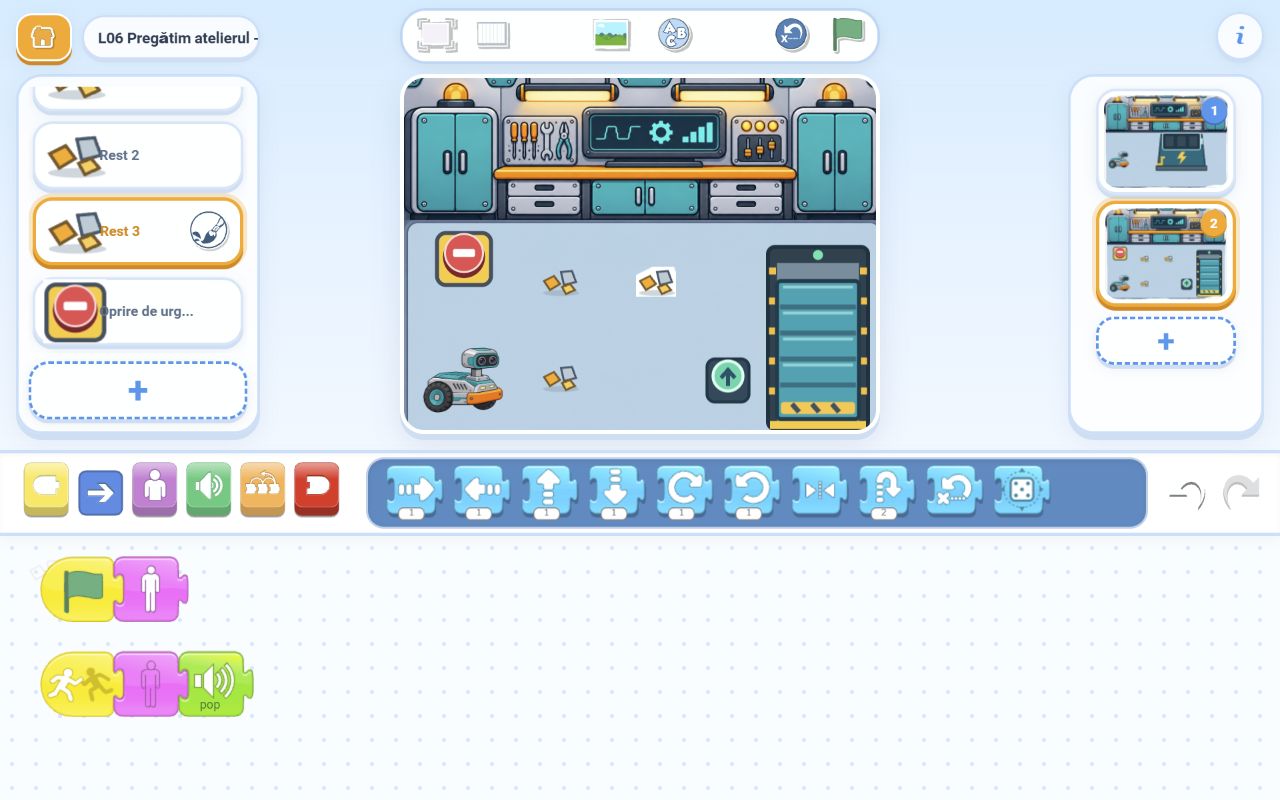 L06 Pregătim atelierul -
A
B
C
x
i
Rest 2
Rest 3
Oprire de urg...
1
2
+
+
1
1
1
1
1
1
2
x
pop